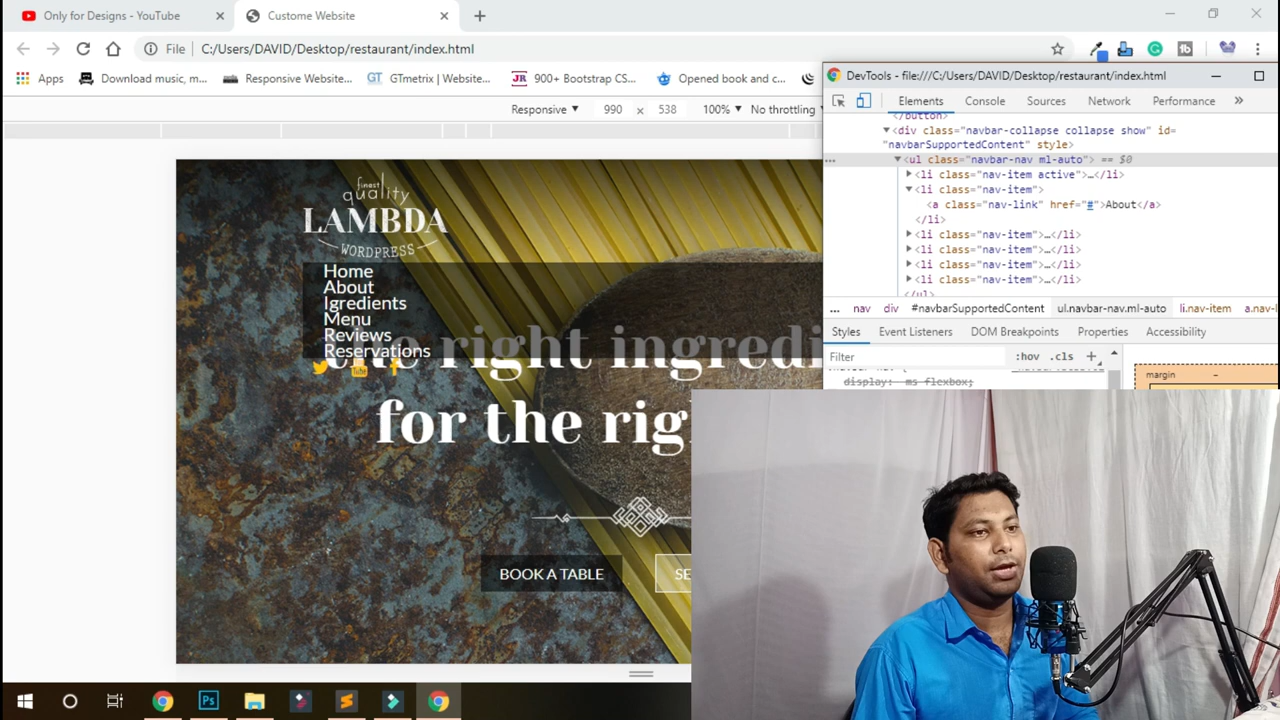 Only for Designs - YouTube
Custome Website
File
C:/Users/DAVID/Desktop/restaurant/index.html
Apps
Download music, m...
Responsive Website...
GTmetrix | Website...
900+ Bootstrap CS...
Opened book and c...
DevTools - file:///C:/Users/DAVID/Desktop/restaurant/index.html
Responsive ▼ 990 × 538 100% ▼ No throttling
Elements Console Sources Network Performance »
</button>
▼<div class="navbar-collapse collapse show" id=
"navbarSupportedContent" style>
▼<ul class="navbar-nav ml-auto"> == $0
▶<li class="nav-item active">…</li>
▼<li class="nav-item">
<a class="nav-link" href="#">About</a>
</li>
▶<li class="nav-item">…</li>
▶<li class="nav-item">…</li>
▶<li class="nav-item">…</li>
▶<li class="nav-item">…</li>
</ul>
... nav div #navbarSupportedContent ul.navbar-nav.ml-auto li.nav-item a.nav-l
Styles Event Listeners DOM Breakpoints Properties Accessibility
Filter :hov .cls +
display: -ms-flexbox;
margin -
finest
quality
LAMBDA
WORDPRESS
Home
About
Igredients
Menu
Reviews
Reservations
right ingredi
for the rig
BOOK A TABLE
SE
You
Tube
Ps